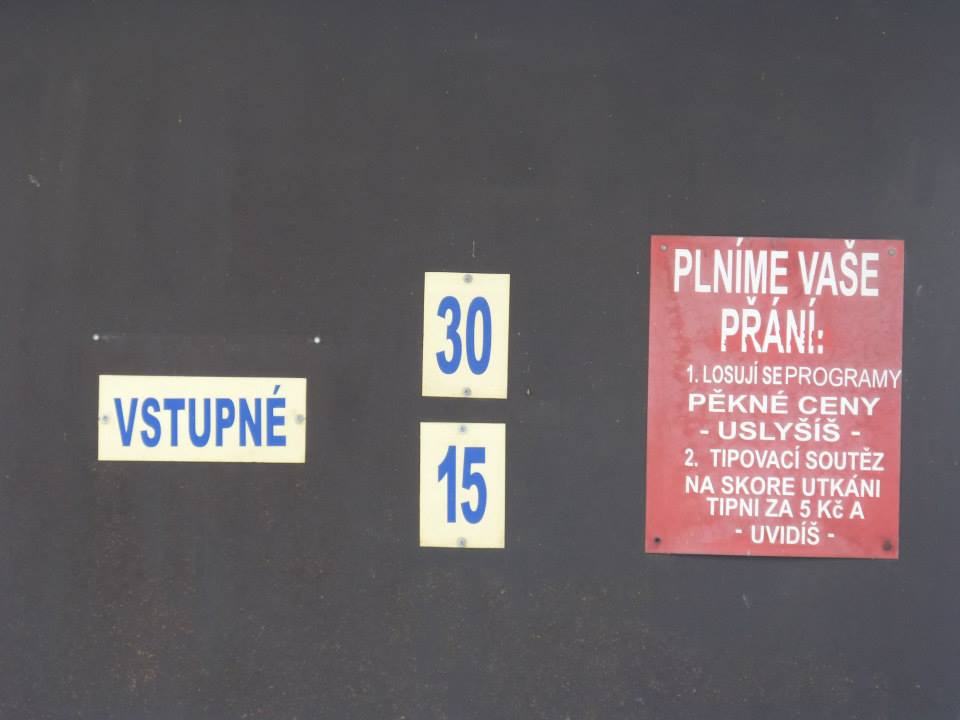 VSTUPNÉ
30
15
PLNÍME VAŠE
PŘÁNÍ:
1. LOSUJÍ SE PROGRAMY
PĚKNÉ CENY
- USLYŠÍŠ -
2. TIPOVACÍ SOUTĚZ
NA SKORE UTKÁNI
TIPNI ZA 5 Kč A
- UVIDÍŠ -